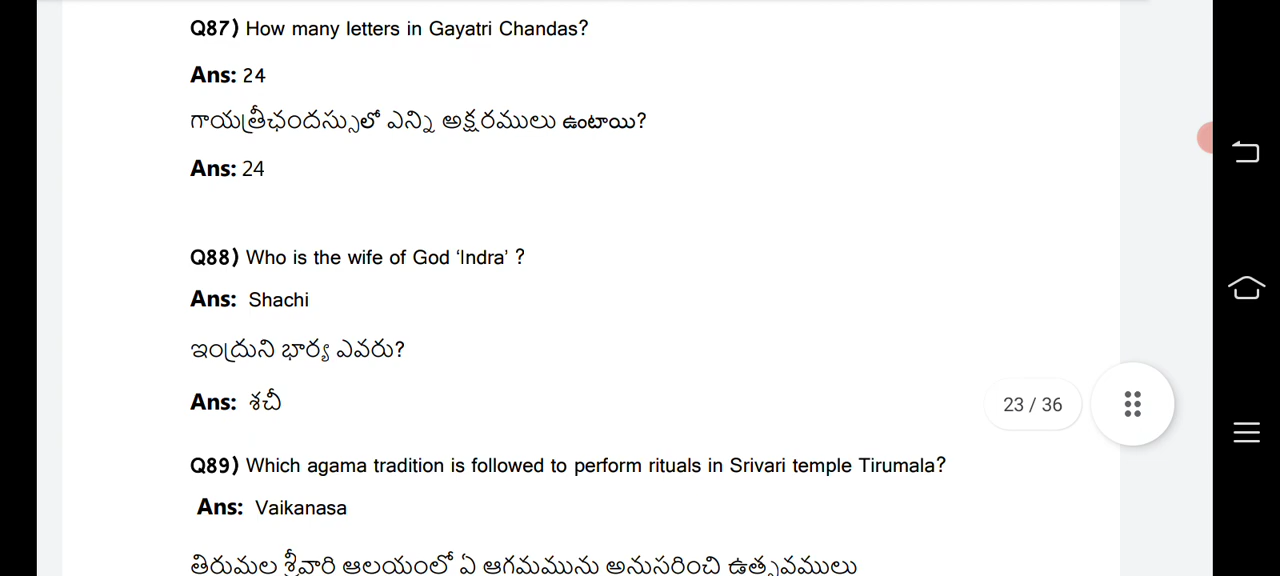 Q87) How many letters in Gayatri Chandas?
Ans: 24
గాయత్రీఛందస్సులో ఎన్ని అక్షరములు ఉంటాయి?
Ans: 24
Q88) Who is the wife of God ‘Indra’ ?
Ans: Shachi
ఇంద్రుని భార్య ఎవరు?
Ans: శచీ
23 / 36
Q89) Which agama tradition is followed to perform rituals in Srivari temple Tirumala?
Ans: Vaikanasa
తిరుమల శ్రీవారి ఆలయంలో ఏ ఆగమమును అనుసరించి ఉత్సవములు